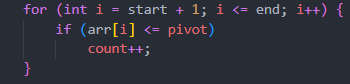 for (int i = start + 1; i <= end; i++) {
    if (arr[i] <= pivot)
        count++;
}